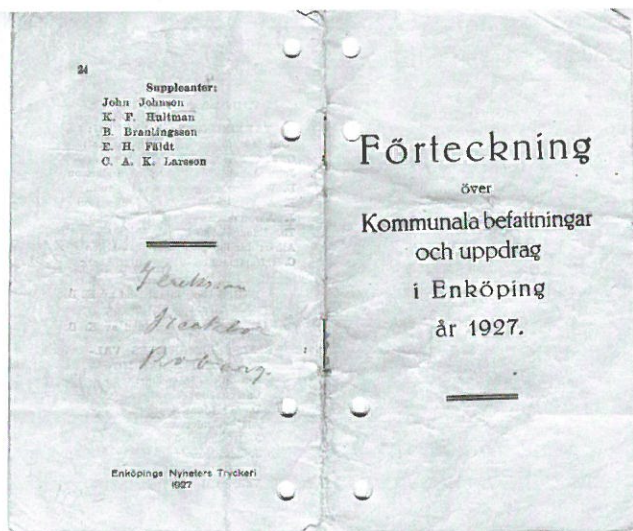 24
Suppleanter:
John Johnson
K. F. Hultman
B. Brantingsson
E. H. Fäldt
C. A. K. Larsson
Enköpings Nyheters Tryckeri
1927
Förteckning
över
Kommunala befattningar
och uppdrag
i Enköping
år 1927.